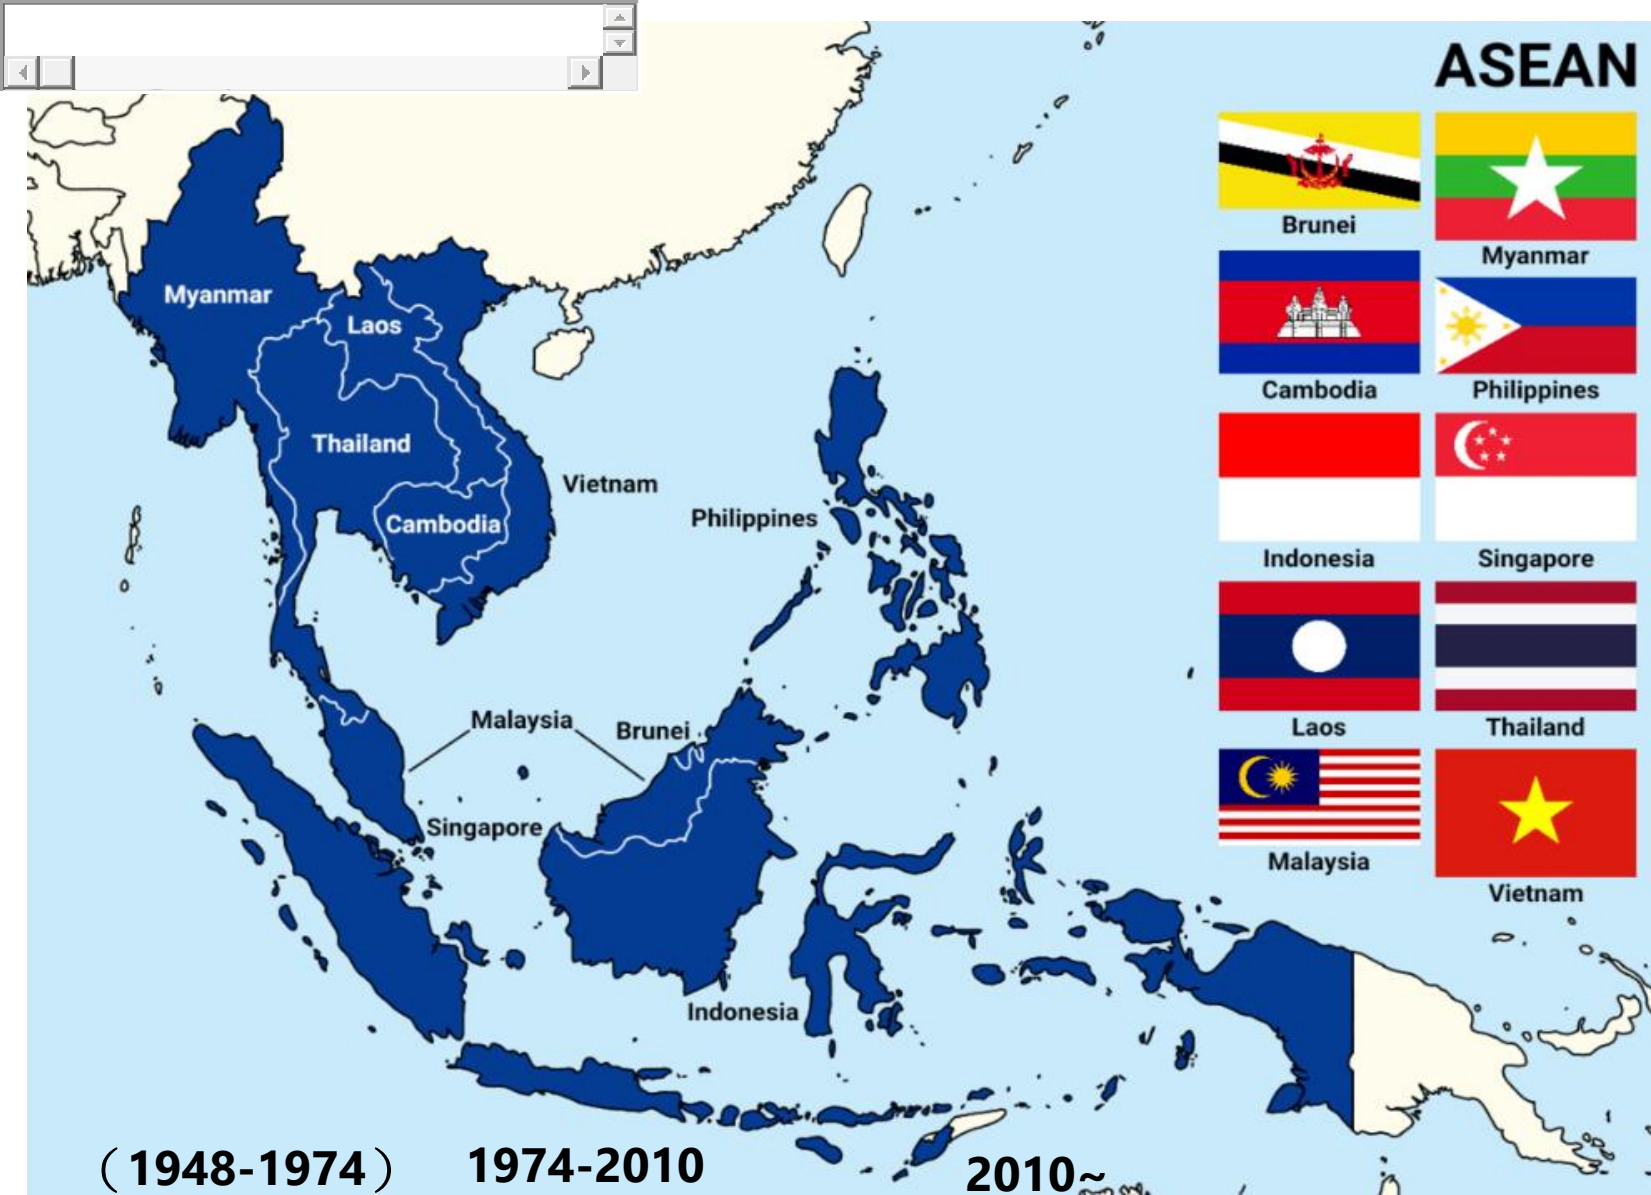 ASEAN
Brunei
Myanmar
Cambodia
Philippines
Indonesia
Singapore
Laos
Thailand
Malaysia
Vietnam
Myanmar
Laos
Thailand
Vietnam
Cambodia
Philippines
Malaysia
Brunei
Singapore
Indonesia
（1948-1974） 1974-2010 2010~